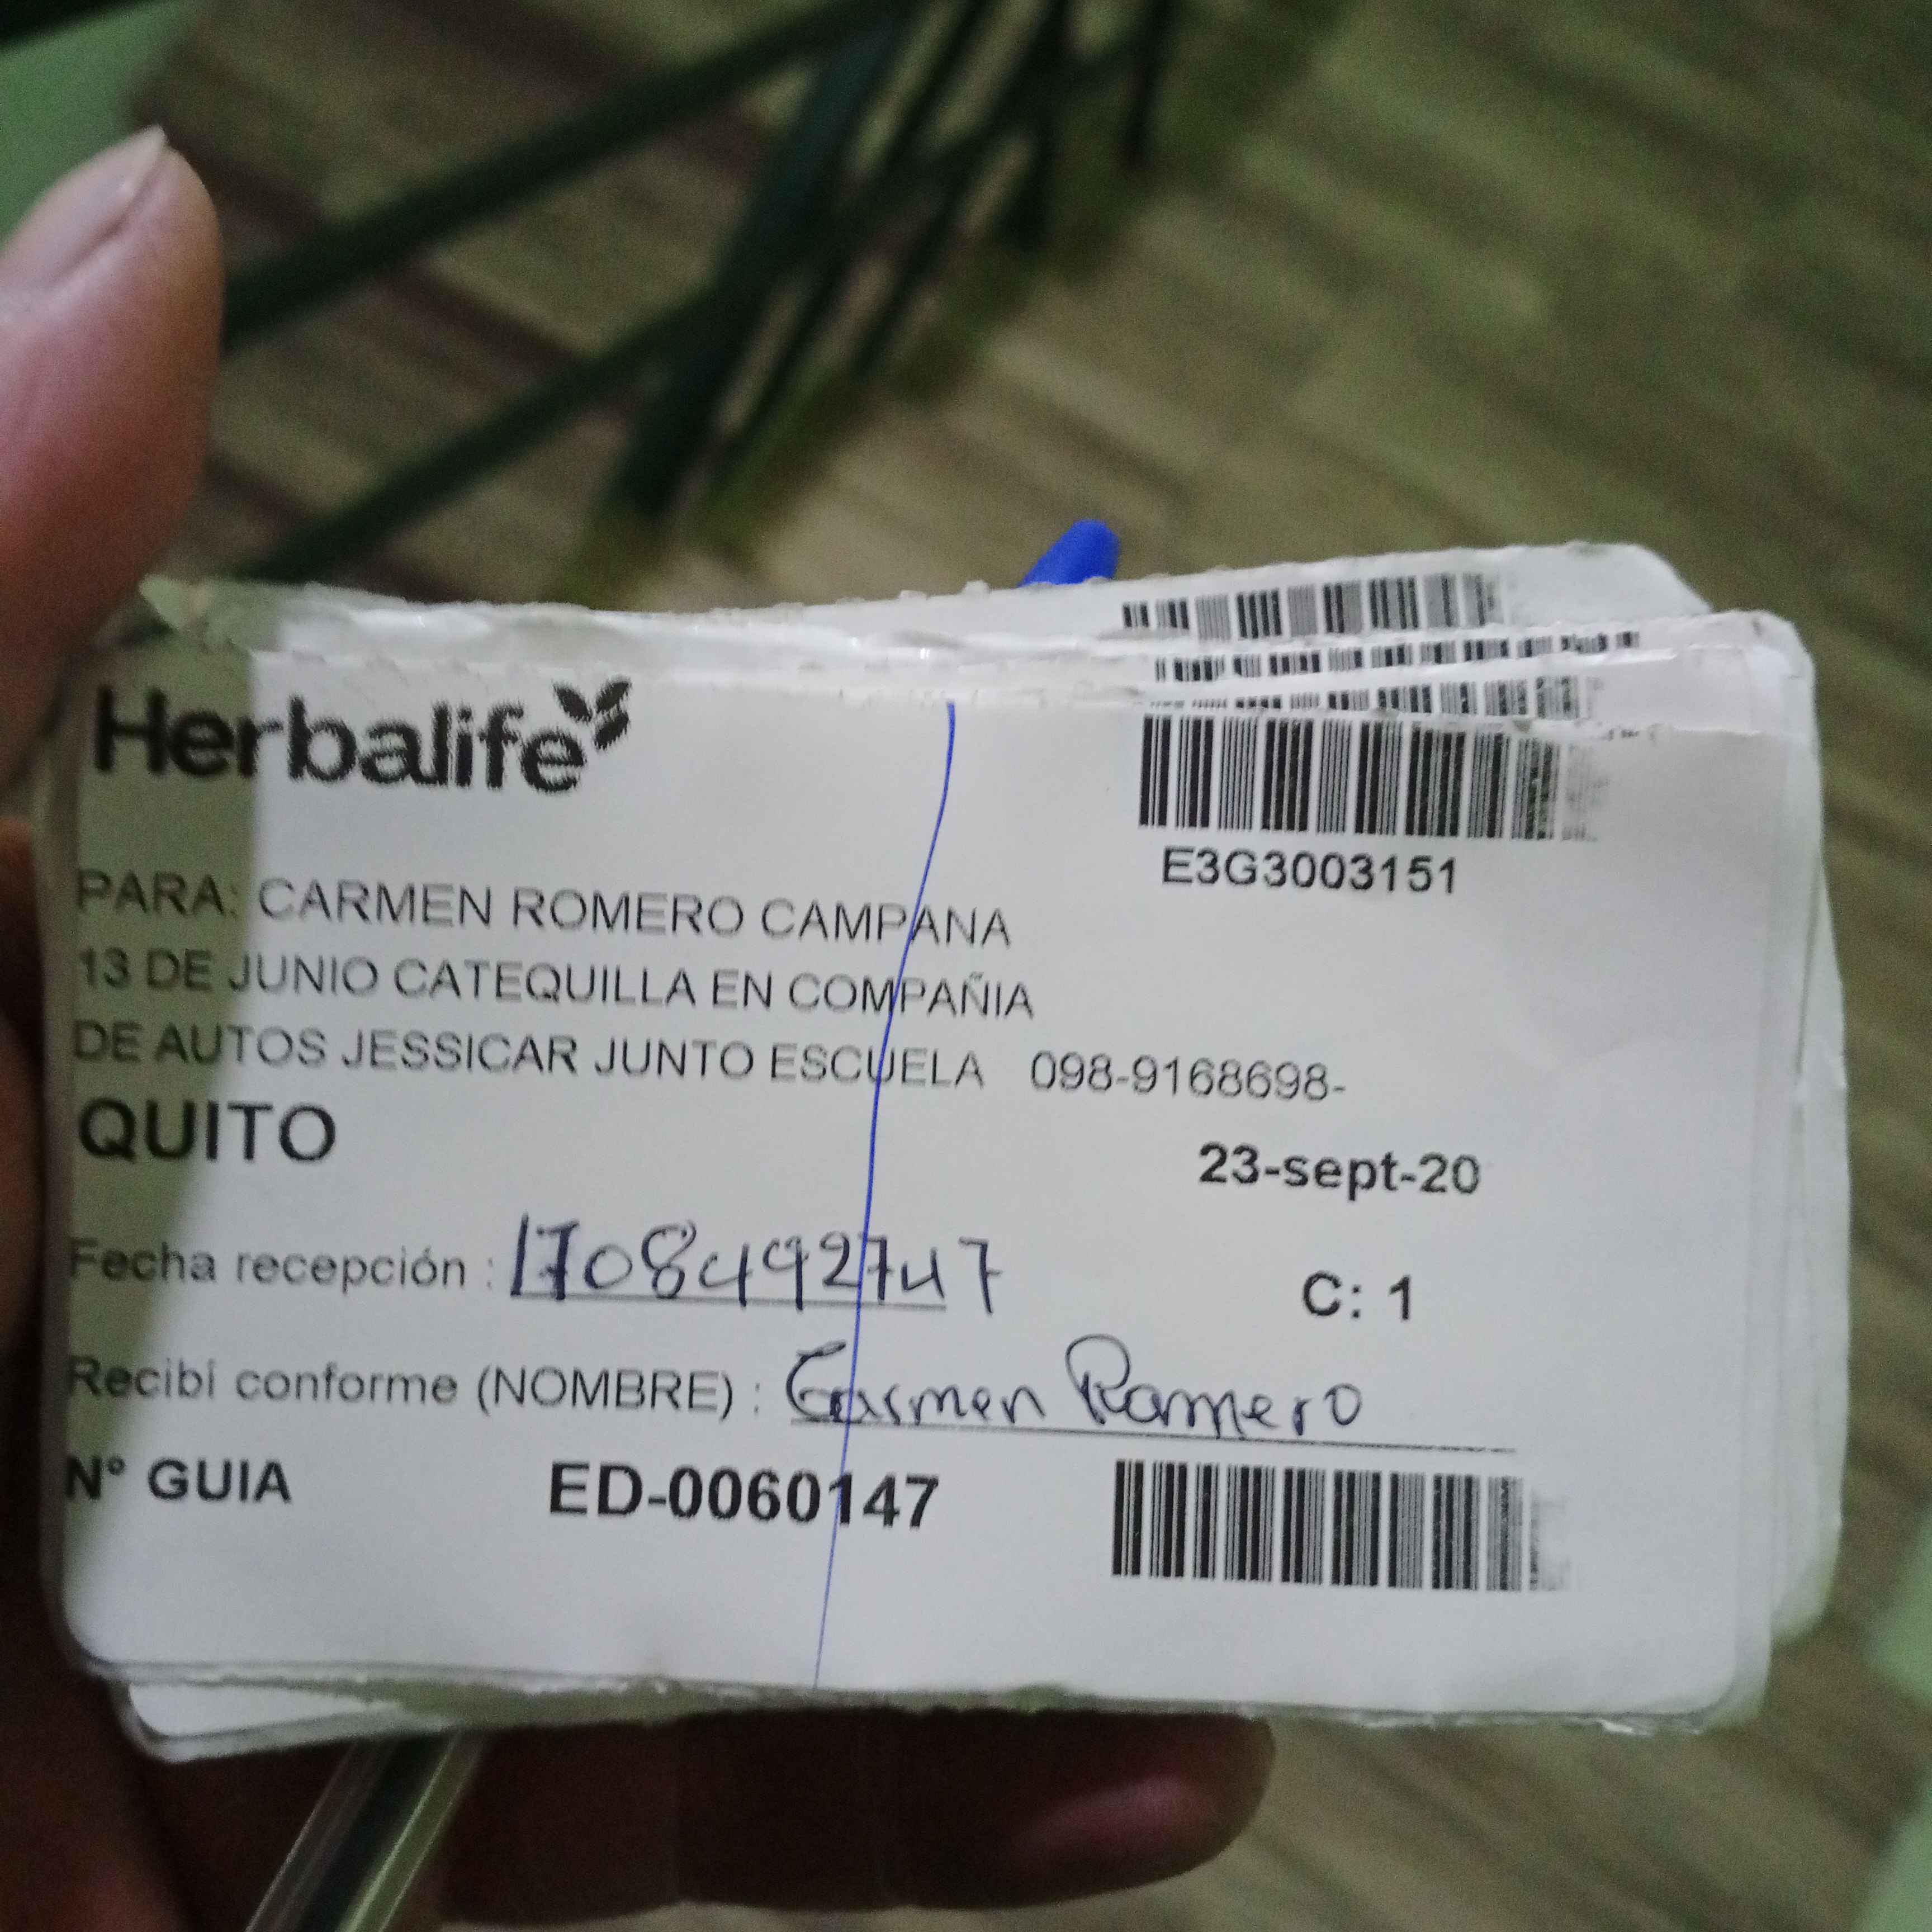 Herbalife
E3G3003151
PARA: CARMEN ROMERO CAMPANA
13 DE JUNIO CATEQUILLA EN COMPAÑIA
DE AUTOS JESSICAR JUNTO ESCUELA 098-9168698-
QUITO
23-sept-20
Fecha recepción : 1708492747
C: 1
Recibí conforme (NOMBRE) : Carmen Romero
N° GUIA ED-0060147